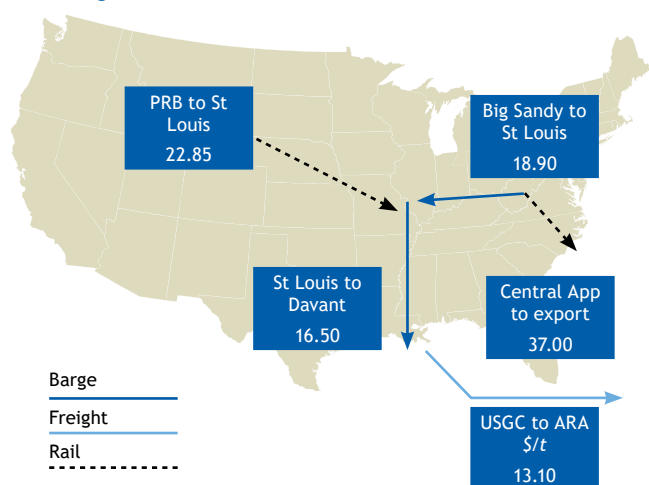 PRB to St
Louis
22.85
Big Sandy to
St Louis
18.90
St Louis to
Davant
16.50
Central App
to export
37.00
Barge
Freight
Rail
USGC to ARA
$/t
13.10